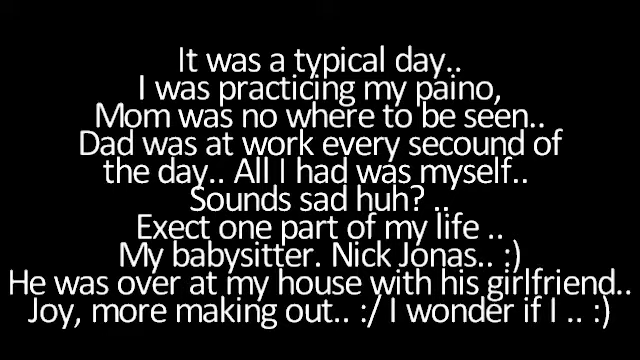 It was a typical day..
I was practicing my paino,
Mom was no where to be seen..
Dad was at work every secound of
the day.. All I had was myself..
Sounds sad huh? ..
Exect one part of my life ..
My babysitter. Nick Jonas.. :)
He was over at my house with his girlfriend..
Joy, more making out.. :/ I wonder if I .. :)